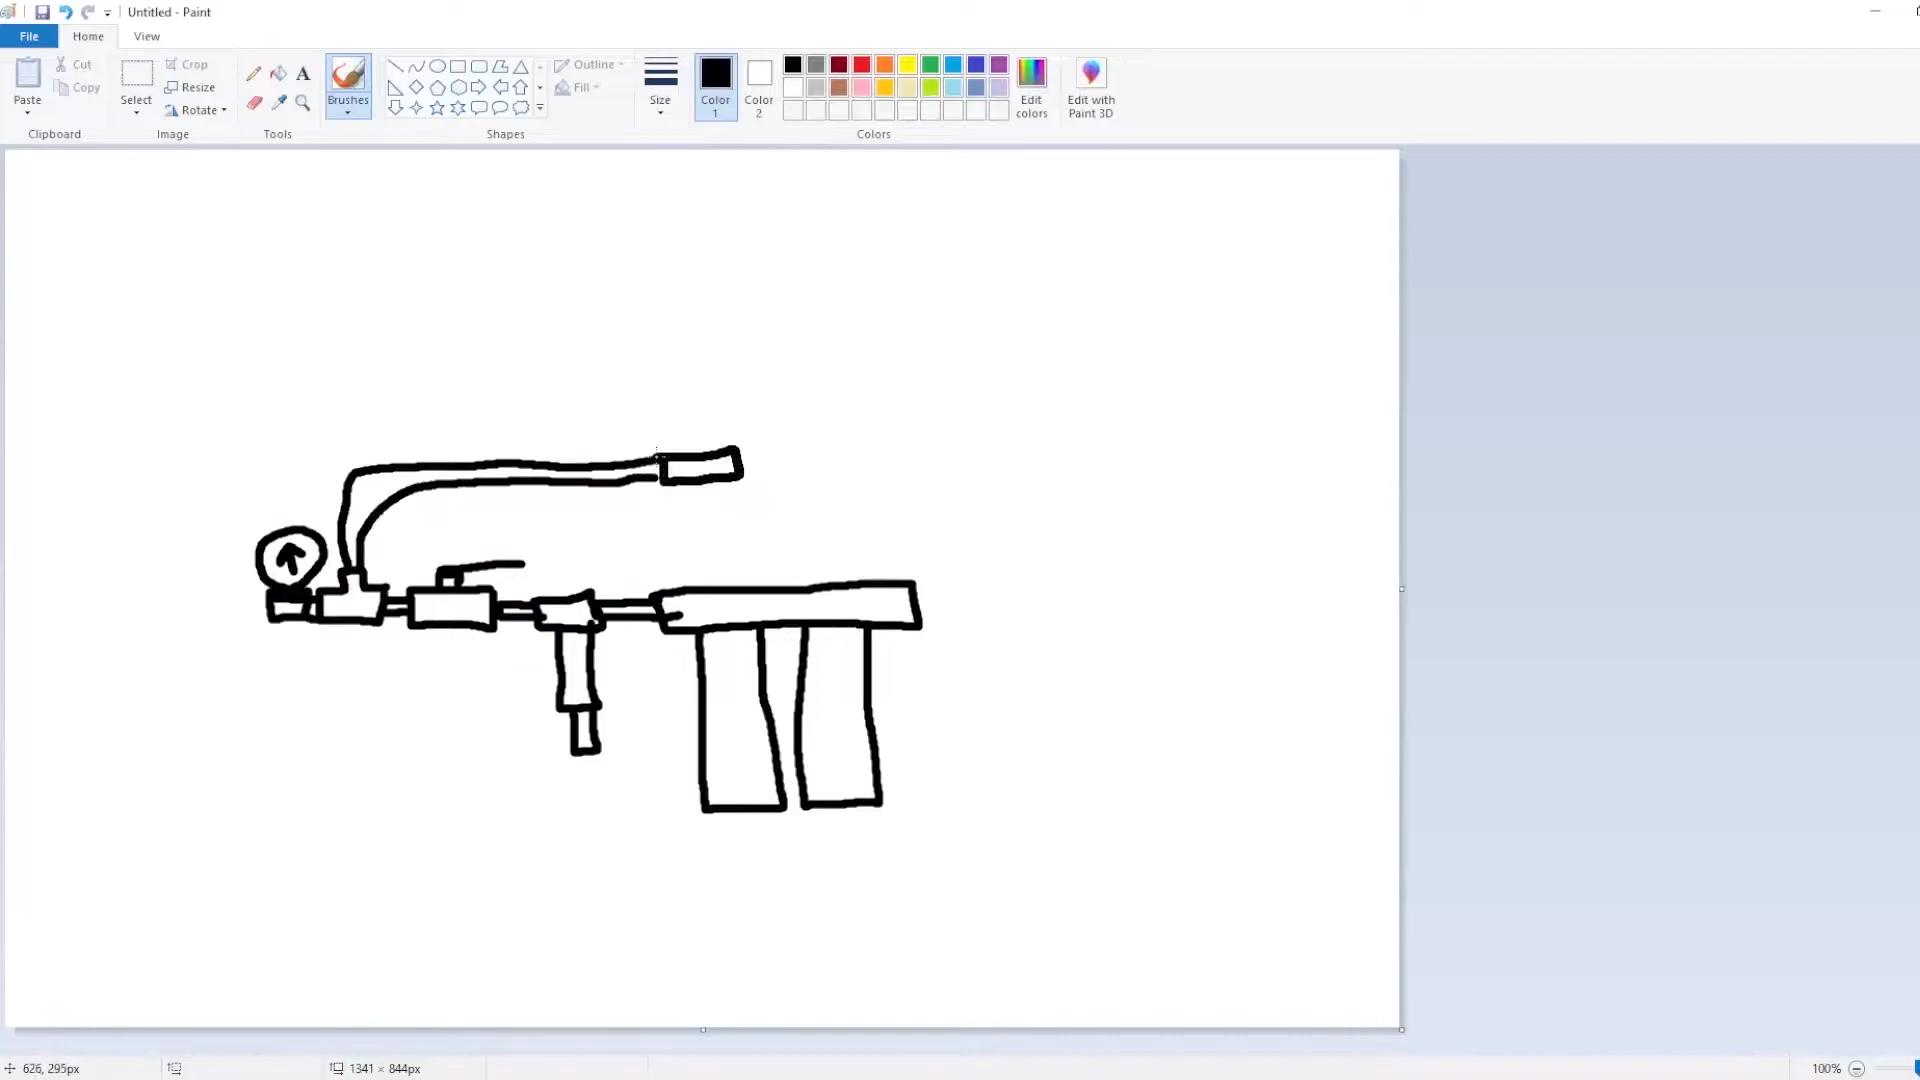 Untitled - Paint
File Home View
Paste
Cut
Copy
Clipboard
Select
Crop
Resize
Rotate
Image
A
Tools
Brushes
Outline
Fill
Shapes
Size
Color 1
Color 2
Edit colors
Colors
Edit with Paint 3D
626, 295px
1341 × 844px
100%